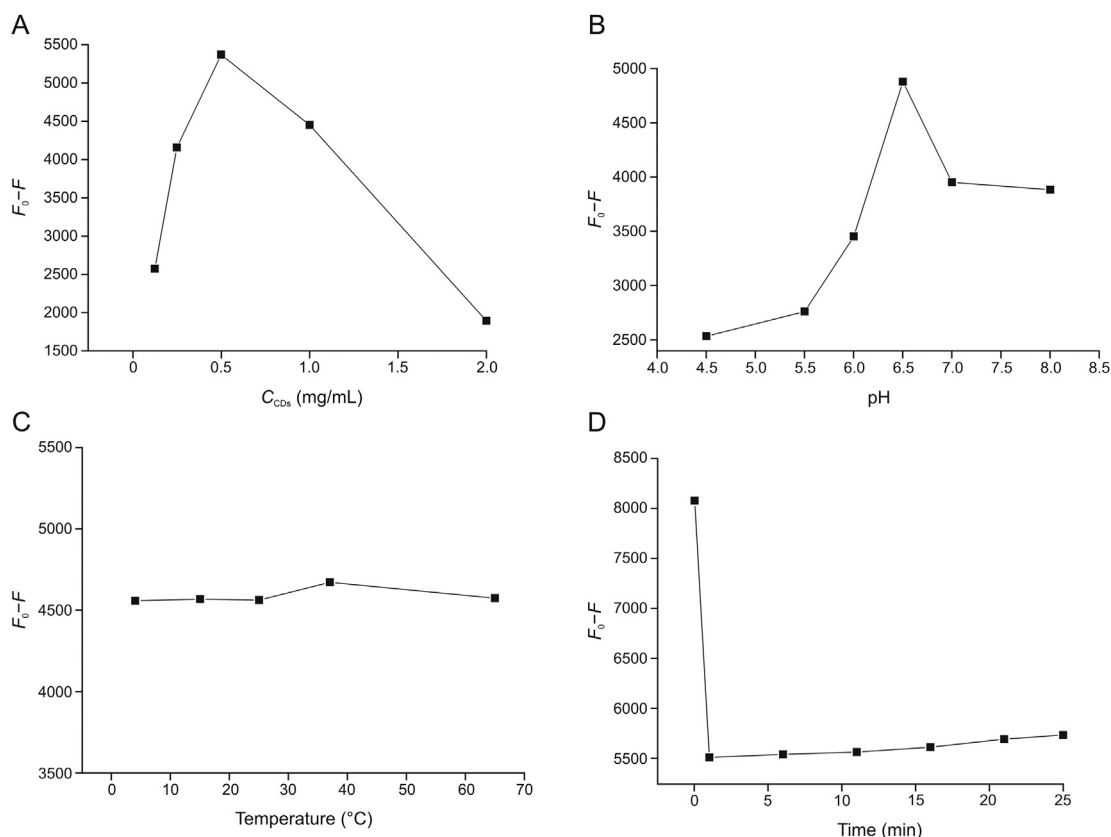 A
5500
5000
4500
4000
3500
3000
2500
2000
1500
F₀−F
0 0.5 1.0 1.5 2.0
C_CDs (mg/mL)
B
5000
4500
4000
3500
3000
2500
F₀−F
4.0 4.5 5.0 5.5 6.0 6.5 7.0 7.5 8.0 8.5
pH
C
5500
5000
4500
4000
3500
F₀−F
0 10 20 30 40 50 60 70
Temperature (°C)
D
8500
8000
7500
7000
6500
6000
5500
F₀−F
0 5 10 15 20 25
Time (min)